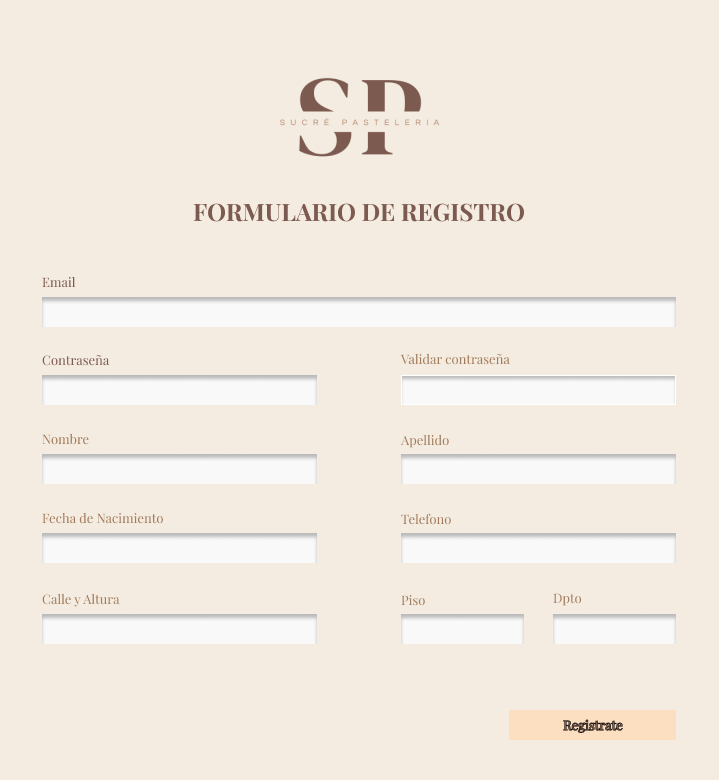 SP
SUCRÉ PASTELERIA
FORMULARIO DE REGISTRO
Email
Contraseña
Validar contraseña
Nombre
Apellido
Fecha de Nacimiento
Telefono
Calle y Altura
Piso
Dpto
Registrate